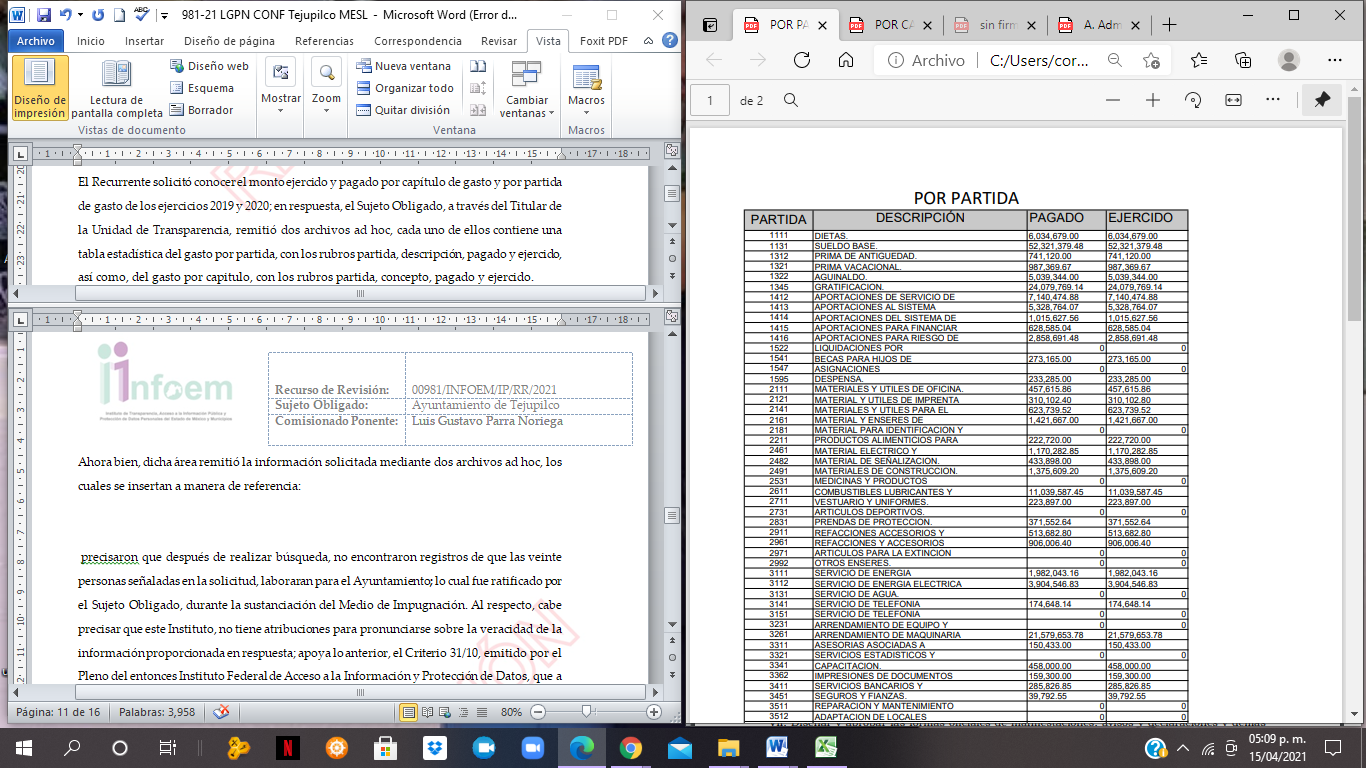 981-21 LGPN CONF Tejupilco MESL - Microsoft Word (Error d...
Archivo Inicio Insertar Diseño de página Referencias Correspondencia Revisar Vista Foxit PDF
Diseño de impresión
Lectura de pantalla completa
Diseño web
Esquema
Borrador
Vistas de documento
Mostrar
Zoom
Nueva ventana
Organizar todo
Quitar división
Cambiar ventanas
Ventana
Macros
Macros
El Recurrente solicitó conocer el monto ejercido y pagado por capítulo de gasto y por partida
de gasto de los ejercicios 2019 y 2020; en respuesta, el Sujeto Obligado, a través del Titular de
la Unidad de Transparencia, remitió dos archivos ad hoc, cada uno de ellos contiene una
tabla estadística del gasto por partida, con los rubros partida, descripción, pagado y ejercido,
así como, del gasto por capitulo, con los rubros partida, concepto, pagado y ejercido.
infoem
Instituto de Transparencia, Acceso a la Información Pública y
Protección de Datos Personales del Estado de México y Municipios
Recurso de Revisión: 00981/INFOEM/IP/RR/2021
Sujeto Obligado: Ayuntamiento de Tejupilco
Comisionado Ponente: Luis Gustavo Parra Noriega
Ahora bien, dicha área remitió la información solicitada mediante dos archivos ad hoc, los
cuales se insertan a manera de referencia:
precisaron que después de realizar búsqueda, no encontraron registros de que las veinte
personas señaladas en la solicitud, laboraran para el Ayuntamiento; lo cual fue ratificado por
el Sujeto Obligado, durante la sustanciación del Medio de Impugnación. Al respecto, cabe
precisar que este Instituto, no tiene atribuciones para pronunciarse sobre la veracidad de la
información proporcionada en respuesta; apoya lo anterior, el Criterio 31/10, emitido por el
Pleno del entonces Instituto Federal de Acceso a la Información y Protección de Datos, que a
Página: 11 de 16 Palabras: 3,958 80%
POR PA POR CA sin firm A. Adm
Archivo C:/Users/cor...
1 de 2
POR PARTIDA
PARTIDA DESCRIPCIÓN PAGADO EJERCIDO
1111 DIETAS. 6,034,679.00 6,034,679.00
1131 SUELDO BASE. 52,321,379.48 52,321,379.48
1312 PRIMA DE ANTIGUEDAD. 741,120.00 741,120.00
1321 PRIMA VACACIONAL. 987,369.67 987,369.67
1322 AGUINALDO. 5,039,344.00 5,039,344.00
1345 GRATIFICACION. 24,079,769.14 24,079,769.14
1412 APORTACIONES DE SERVICIO DE 7,140,474.88 7,140,474.88
1413 APORTACIONES AL SISTEMA 5,328,764.07 5,328,764.07
1414 APORTACIONES DEL SISTEMA DE 1,015,627.56 1,015,627.56
1415 APORTACIONES PARA FINANCIAR 628,585.04 628,585.04
1416 APORTACIONES PARA RIESGO DE 2,858,691.48 2,858,691.48
1522 LIQUIDACIONES POR 0 0
1541 BECAS PARA HIJOS DE 273,165.00 273,165.00
1547 ASIGNACIONES 0 0
1595 DESPENSA. 233,285.00 233,285.00
2111 MATERIALES Y UTILES DE OFICINA. 457,615.86 457,615.86
2121 MATERIAL Y UTILES DE IMPRENTA 310,102.40 310,102.80
2141 MATERIALES Y UTILES PARA EL 623,739.52 623,739.52
2161 MATERIAL Y ENSERES DE 1,421,667.00 1,421,667.00
2181 MATERIAL PARA IDENTIFICACION Y 0 0
2211 PRODUCTOS ALIMENTICIOS PARA 222,720.00 222,720.00
2461 MATERIAL ELECTRICO Y 1,170,282.85 1,170,282.85
2482 MATERIAL DE SEÑALIZACION. 433,898.00 433,898.00
2491 MATERIALES DE CONSTRUCCION. 1,375,609.20 1,375,609.20
2531 MEDICINAS Y PRODUCTOS 0 0
2611 COMBUSTIBLES LUBRICANTES Y 11,039,587.45 11,039,587.45
2711 VESTUARIO Y UNIFORMES. 223,897.00 223,897.00
2731 ARTICULOS DEPORTIVOS. 0 0
2831 PRENDAS DE PROTECCION. 371,552.64 371,552.64
2911 REFACCIONES ACCESORIOS Y 513,682.80 513,682.80
2961 REFACCIONES Y ACCESORIOS 906,006.40 906,006.40
2971 ARTICULOS PARA LA EXTINCION 0 0
2992 OTROS ENSERES. 0 0
3111 SERVICIO DE ENERGIA 1,982,043.16 1,982,043.16
3112 SERVICIO DE ENERGIA ELECTRICA 3,904,546.83 3,904,546.83
3131 SERVICIO DE AGUA. 0 0
3141 SERVICIO DE TELEFONIA 174,648.14 174,648.14
3151 SERVICIO DE TELEFONIA 0 0
3231 ARRENDAMIENTO DE EQUIPO Y 0 0
3261 ARRENDAMIENTO DE MAQUINARIA 21,579,653.78 21,579,653.78
3311 ASESORIAS ASOCIADAS A 150,433.00 150,433.00
3321 SERVICIOS ESTADISTICOS Y 0 0
3341 CAPACITACION. 458,000.00 458,000.00
3362 IMPRESIONES DE DOCUMENTOS 159,300.00 159,300.00
3411 SERVICIOS BANCARIOS Y 285,826.85 285,826.85
3451 SEGUROS Y FIANZAS. 39,792.55 39,792.55
3511 REPARACION Y MANTENIMIENTO 0 0
3512 ADAPTACION DE LOCALES 0 0
05:09 p. m.
15/04/2021